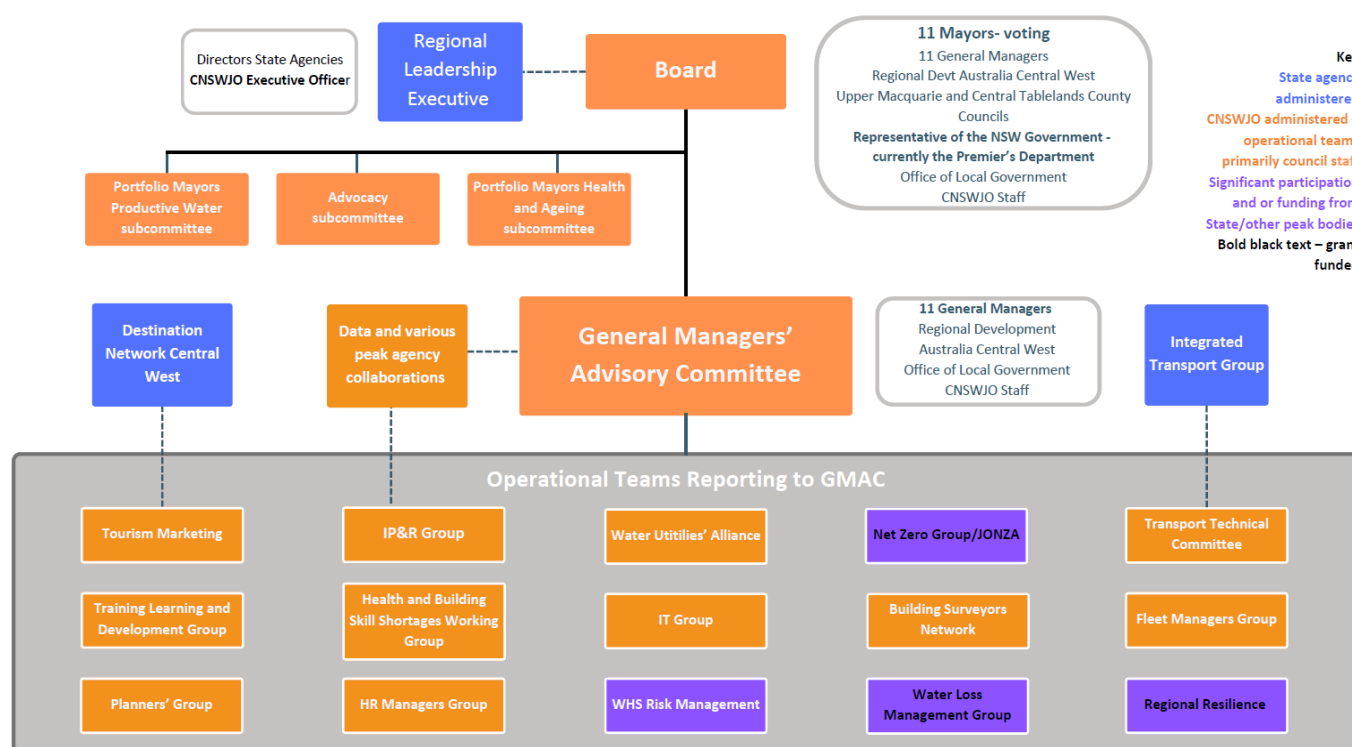 Directors State Agencies
CNSWJO Executive Officer
Regional
Leadership
Executive
Board
11 Mayors- voting
11 General Managers
Regional Devt Australia Central West
Upper Macquarie and Central Tablelands County
Councils
Representative of the NSW Government -
currently the Premier's Department
Office of Local Government
CNSWJO Staff
Ke
State agenc
administere
CNSWJO administered
operational team
primarily council staf
Significant participation
and or funding from
State/other peak bodie
Bold black text – gran
funde
Portfolio Mayors
Productive Water
subcommittee
Advocacy
subcommittee
Portfolio Mayors Health
and Ageing
subcommittee
Destination
Network Central
West
Data and various
peak agency
collaborations
General Managers'
Advisory Committee
11 General Managers
Regional Development
Australia Central West
Office of Local Government
CNSWJO Staff
Integrated
Transport Group
Operational Teams Reporting to GMAC
Tourism Marketing
IP&R Group
Water Utitilies' Alliance
Net Zero Group/JONZA
Transport Technical
Committee
Training Learning and
Development Group
Health and Building
Skill Shortages Working
Group
IT Group
Building Surveyors
Network
Fleet Managers Group
Planners' Group
HR Managers Group
WHS Risk Management
Water Loss
Management Group
Regional Resilience